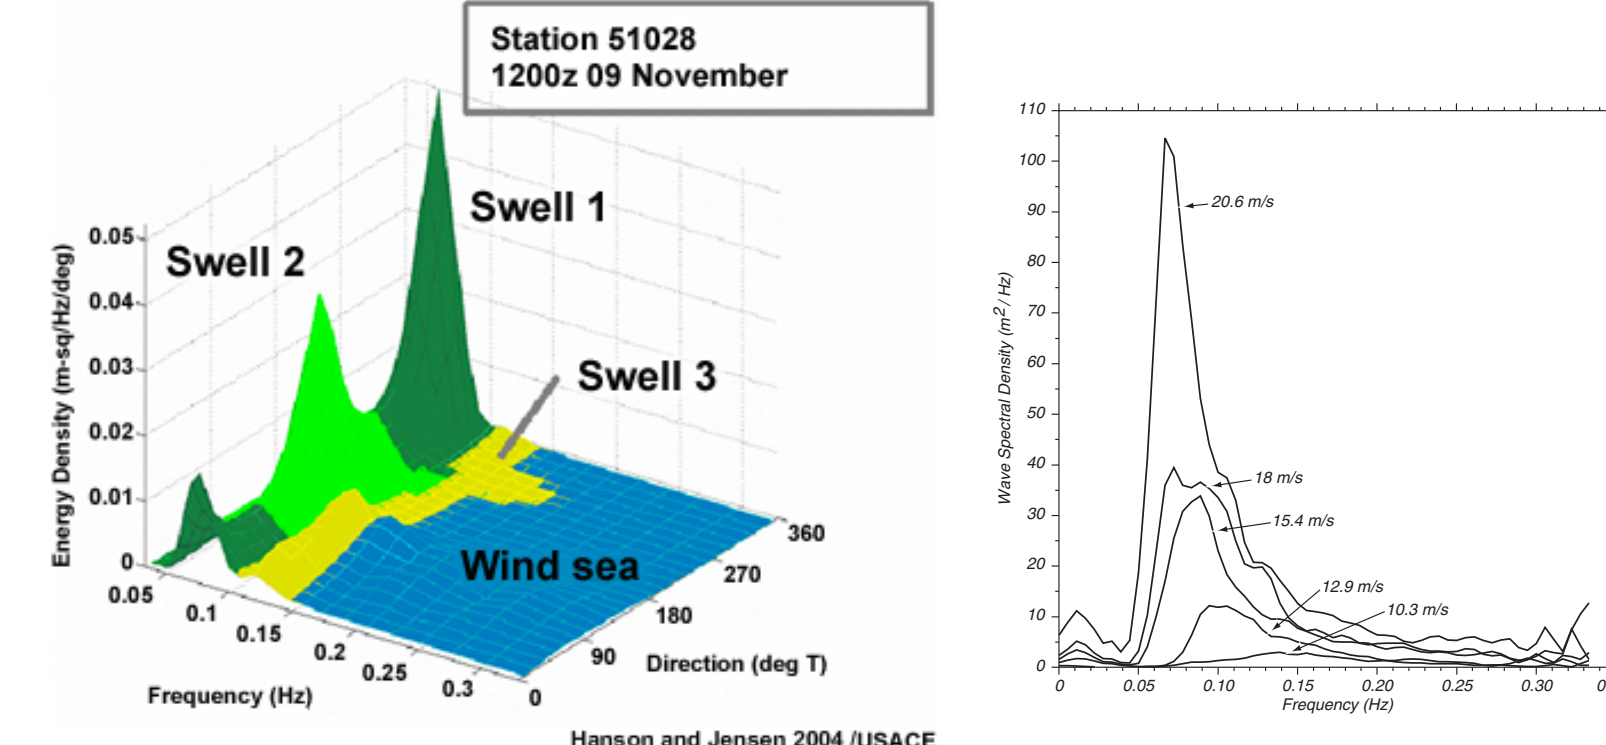 Station 51028
1200z 09 November
Swell 1
Swell 2
Swell 3
Wind sea
Energy Density (m-sq/Hz/deg)
0.05
0.04
0.03
0.02
0.01
0
0.05
0.1
0.15
0.2
0.25
0.3
Frequency (Hz)
0
90
180
270
360
Direction (deg T)
Hanson and Jensen 2004 /USACE
Wave Spectral Density (m2 / Hz)
110
100
90
80
70
60
50
40
30
20
10
0
20.6 m/s
18 m/s
15.4 m/s
12.9 m/s
10.3 m/s
0
0.05
0.10
0.15
0.20
0.25
0.30
Frequency (Hz)